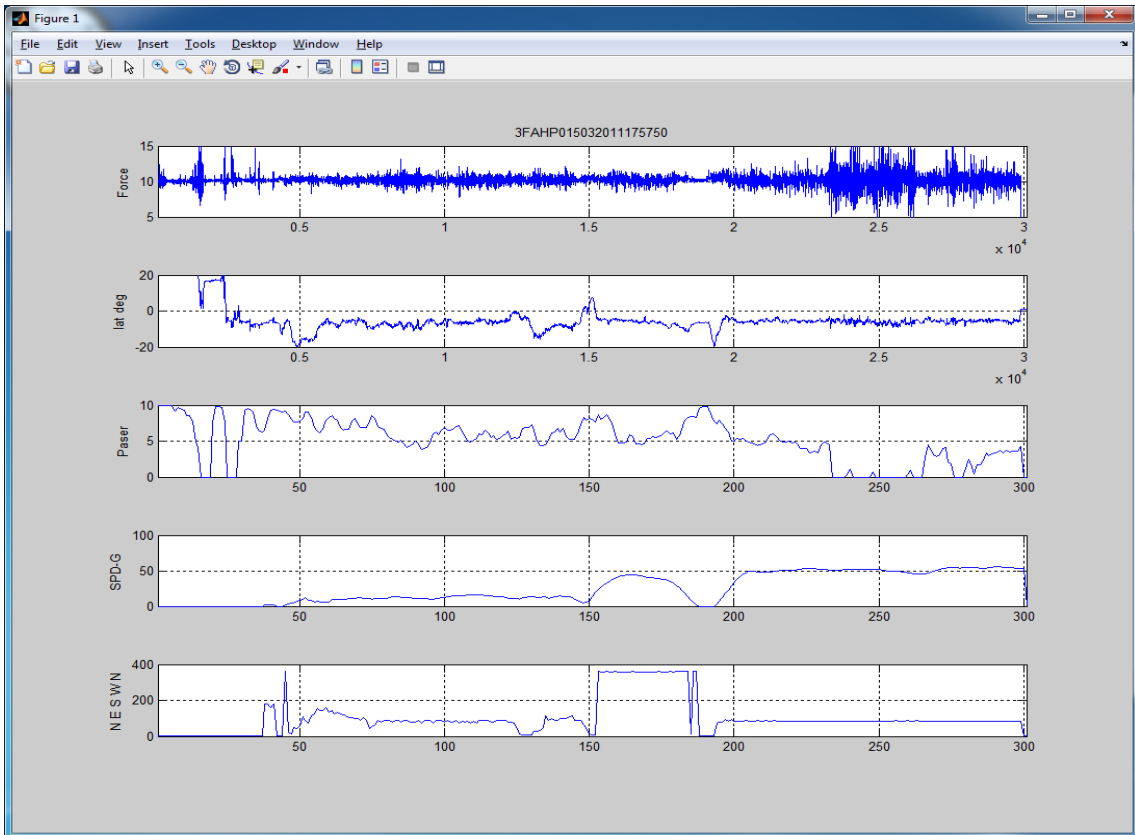 Figure 1
File Edit View Insert Tools Desktop Window Help
3FAHP015032011175750
Force
15
10
5
0.5 1 1.5 2 2.5 3
x 10^4
lat deg
20
0
-20
0.5 1 1.5 2 2.5 3
x 10^4
Paser
10
5
0
50 100 150 200 250 300
SPD-G
100
50
0
50 100 150 200 250 300
N E S W N
400
200
0
50 100 150 200 250 300